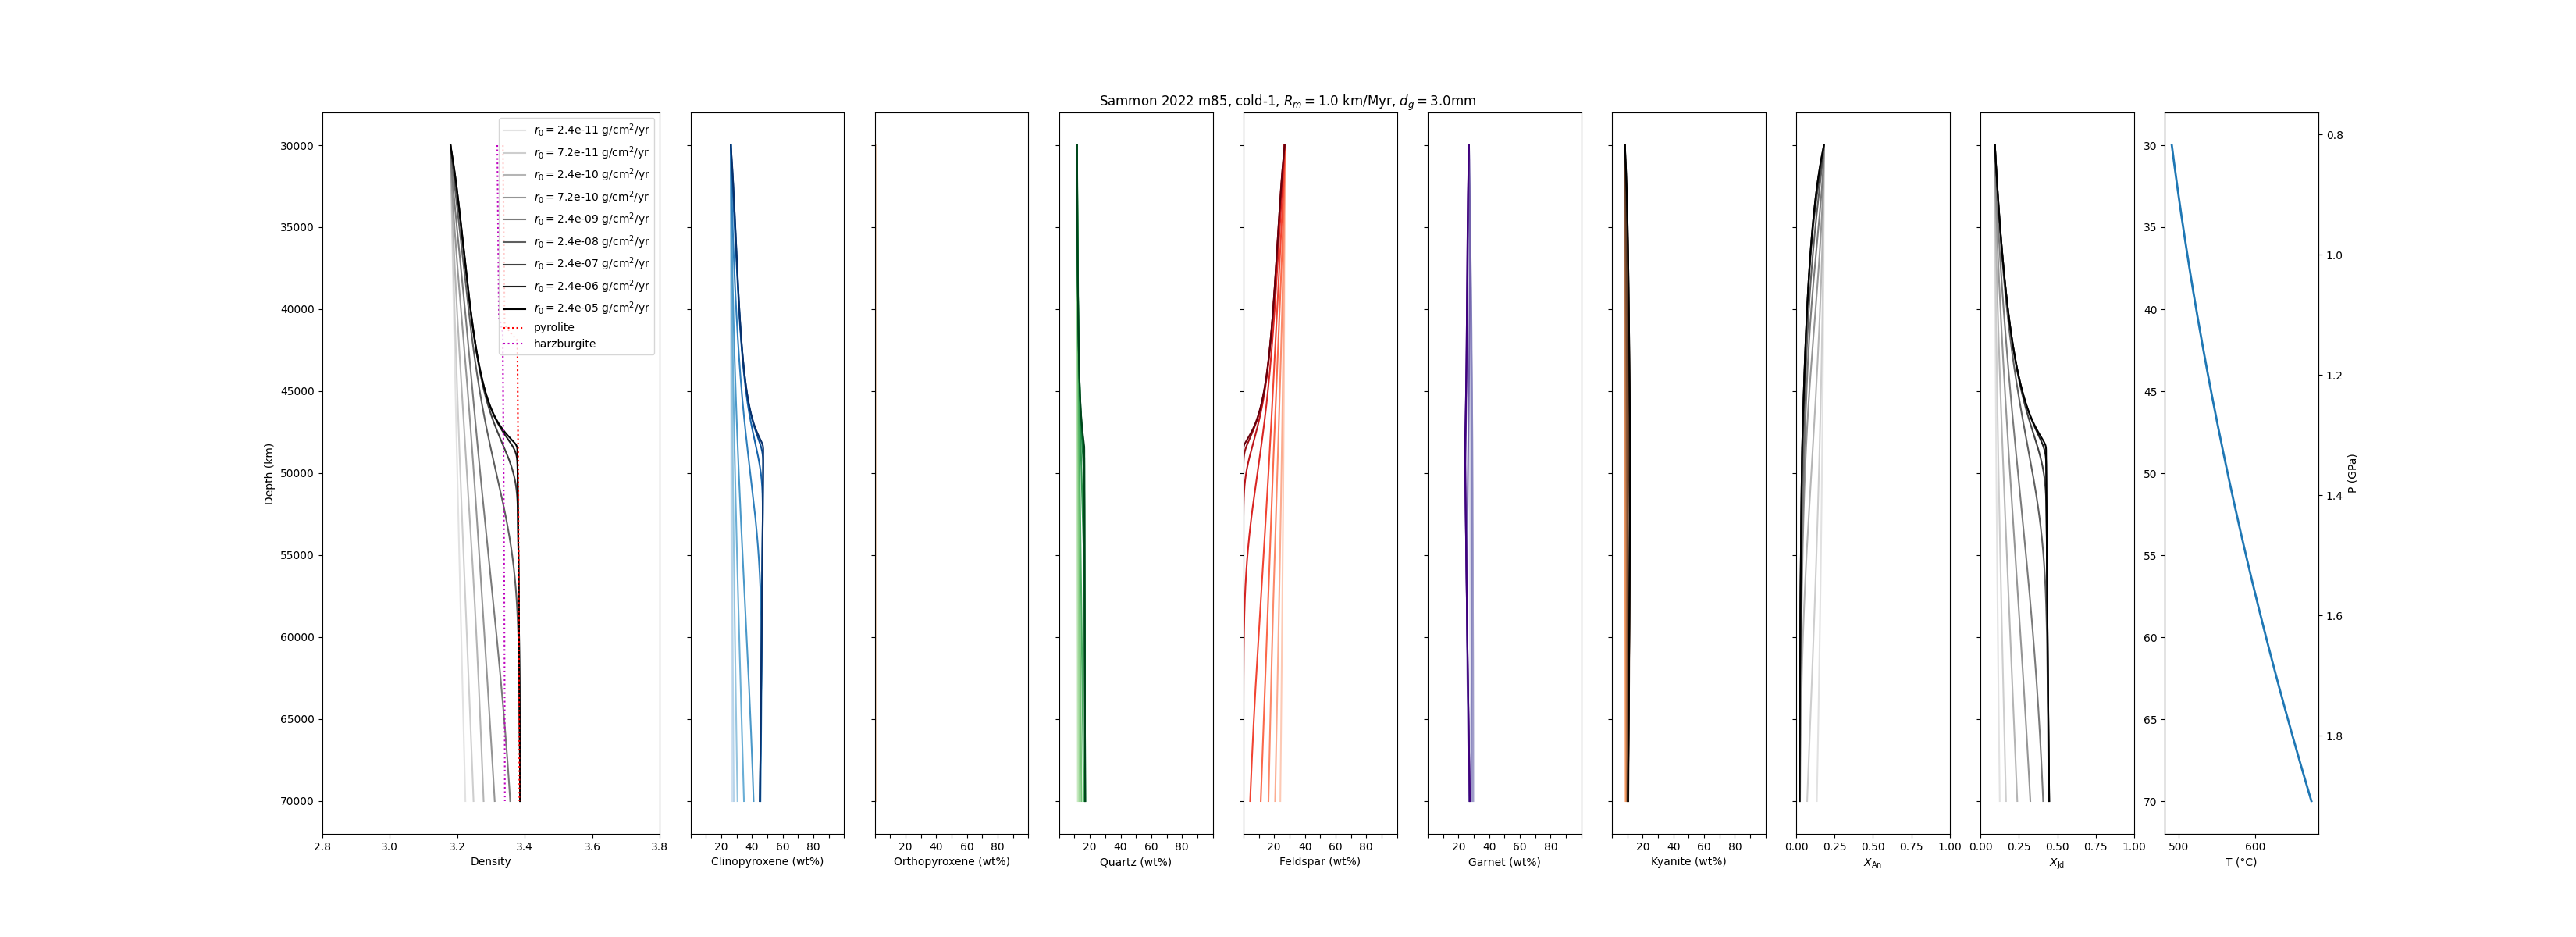 Sammon 2022 m85, cold-1, R_m = 1.0 km/Myr, d_g = 3.0mm
r_0 = 2.4e-11 g/cm^2/yr
r_0 = 7.2e-11 g/cm^2/yr
r_0 = 2.4e-10 g/cm^2/yr
r_0 = 7.2e-10 g/cm^2/yr
r_0 = 2.4e-09 g/cm^2/yr
r_0 = 2.4e-08 g/cm^2/yr
r_0 = 2.4e-07 g/cm^2/yr
r_0 = 2.4e-06 g/cm^2/yr
r_0 = 2.4e-05 g/cm^2/yr
pyrolite
harzburgite
Depth (km)
30000
35000
40000
45000
50000
55000
60000
65000
70000
2.8 3.0 3.2 3.4 3.6 3.8
Density
20 40 60 80
Clinopyroxene (wt%)
20 40 60 80
Orthopyroxene (wt%)
20 40 60 80
Quartz (wt%)
20 40 60 80
Feldspar (wt%)
20 40 60 80
Garnet (wt%)
20 40 60 80
Kyanite (wt%)
0.00 0.25 0.50 0.75 1.00
X_An
0.00 0.25 0.50 0.75 1.00
X_Jd
30
35
40
45
50
55
60
65
70
500 600
T (°C)
0.8
1.0
1.2
1.4
1.6
1.8
P (GPa)